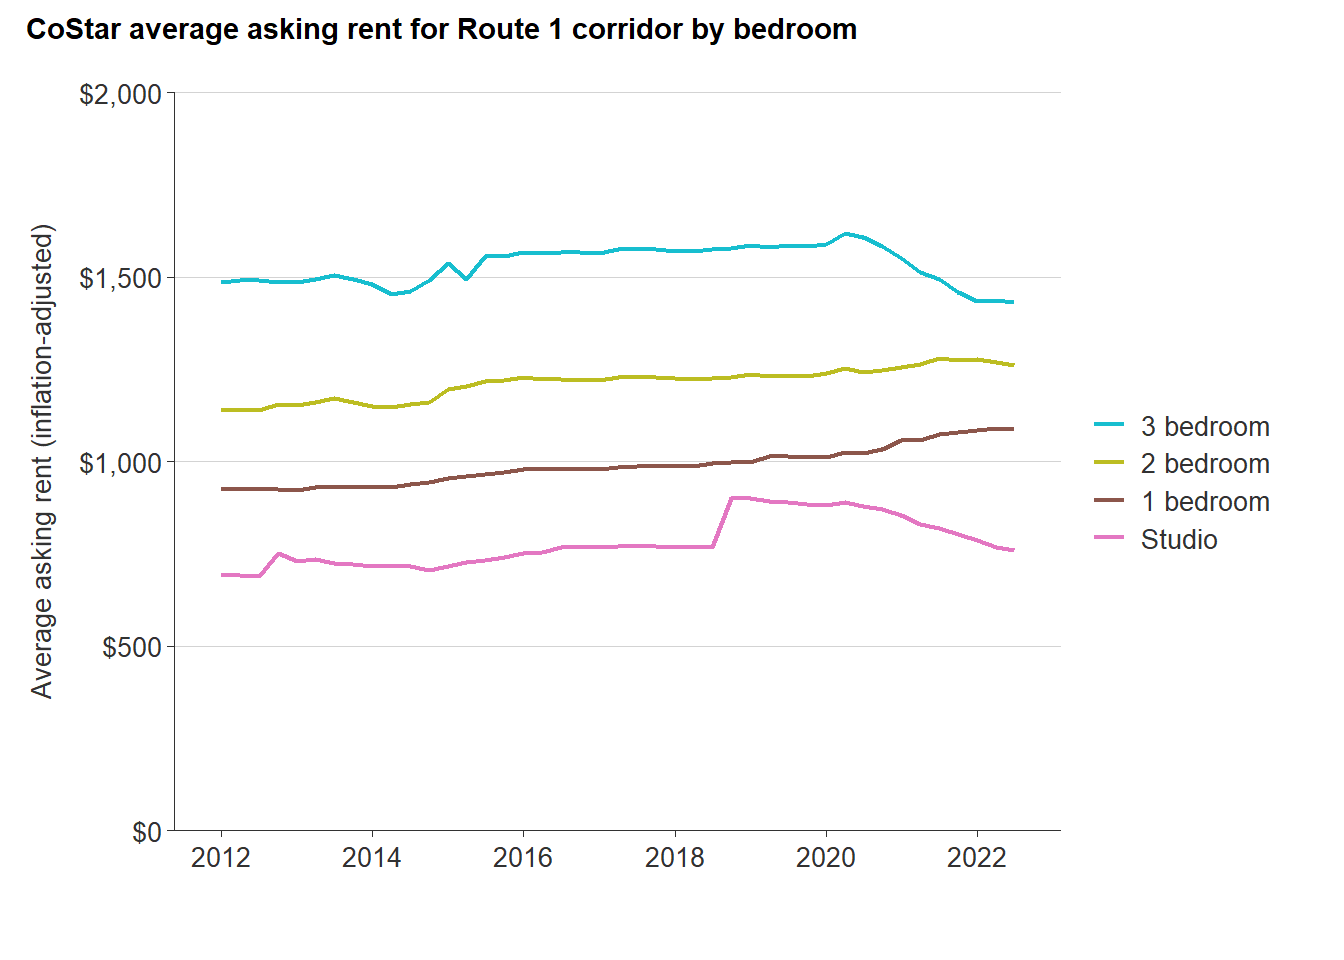 CoStar average asking rent for Route 1 corridor by bedroom
Average asking rent (inflation-adjusted)
$2,000
$1,500
$1,000
$500
$0
2012 2014 2016 2018 2020 2022
3 bedroom
2 bedroom
1 bedroom
Studio